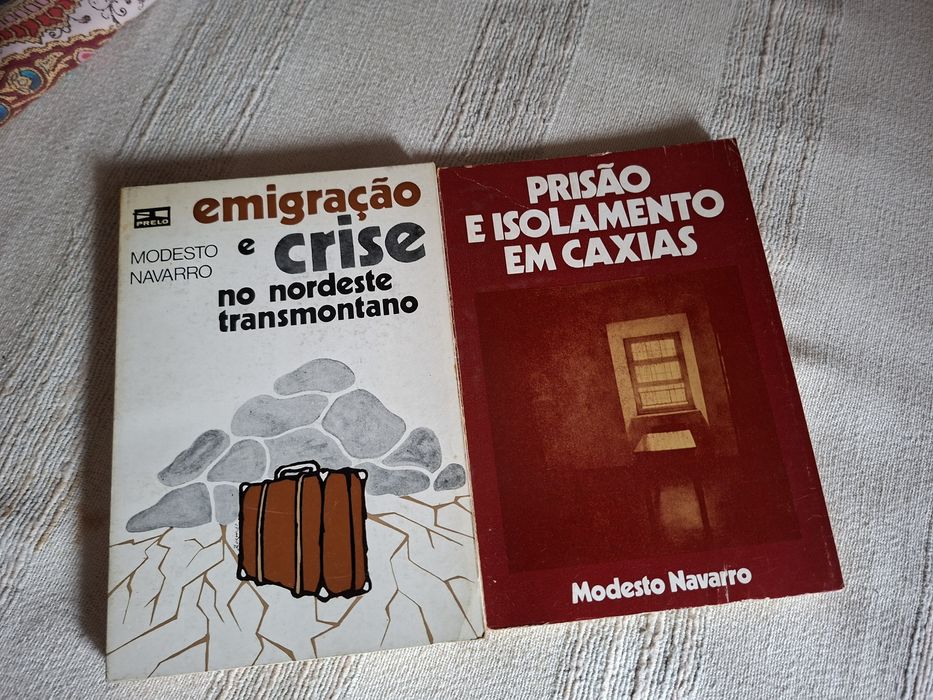 PRELO
MODESTO
NAVARRO
emigração
e crise
no nordeste
transmontano
PRISÃO
E ISOLAMENTO
EM CAXIAS
Modesto Navarro